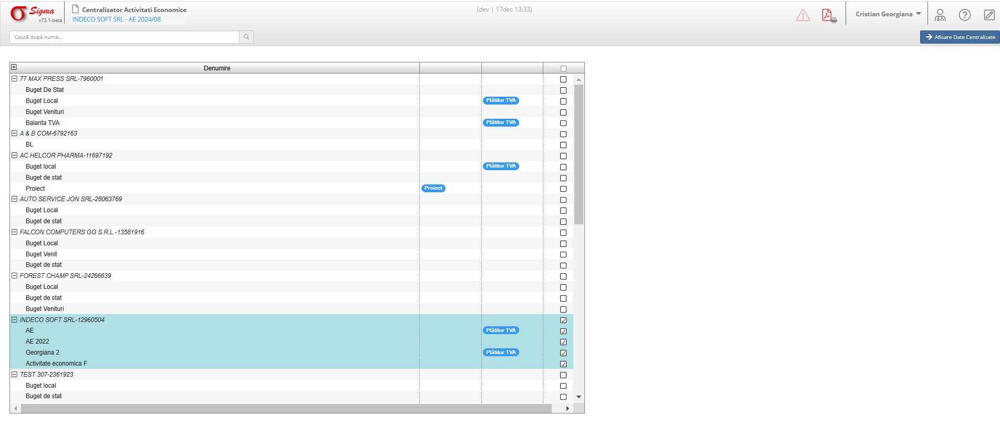 σ Sigma
v73.1-beta
Centralizator Activitati Economice
INDECO SOFT SRL - AE 2024/08
(dev | 17dec 13:33)
Cristian Georgiana
Caută după nume...
Afisare Date Centralizate
Denumire
77 MAX PRESS SRL-7960001
Buget De Stat
Buget Local Plătitor TVA
Buget Venituri
Balanta TVA Plătitor TVA
A & B COM-6792163
BL
AC HELCOR PHARMA-11697192
Buget local Plătitor TVA
Buget de stat
Proiect Proiect
AUTO SERVICE JON SRL-28063769
Buget Local
Buget de stat
FALCON COMPUTERS GG S.R.L.-13581916
Buget Local
Buget Venit
Buget de stat
FOREST CHAMP SRL-24266639
Buget Local
Buget de stat
Buget Venituri
INDECO SOFT SRL-12960504
AE Plătitor TVA
AE 2022
Georgiana 2 Plătitor TVA
Activitate economica F
TEST 307-2361923
Buget local
Buget de stat